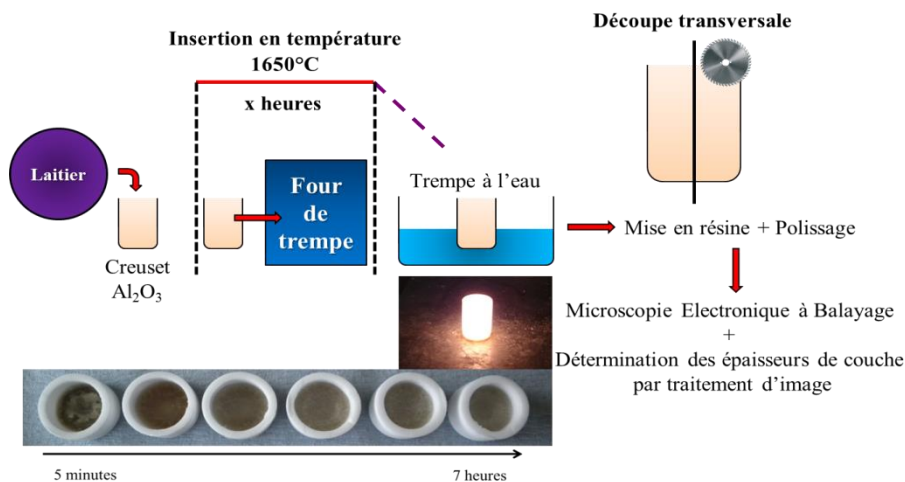 Découpe transversale
Insertion en température
1650°C
x heures
Laitier
Four
de
trempe
Trempe à l’eau
Creuset
Al₂O₃
Mise en résine + Polissage
Microscopie Electronique à Balayage
+
Détermination des épaisseurs de couche
par traitement d’image
5 minutes
7 heures